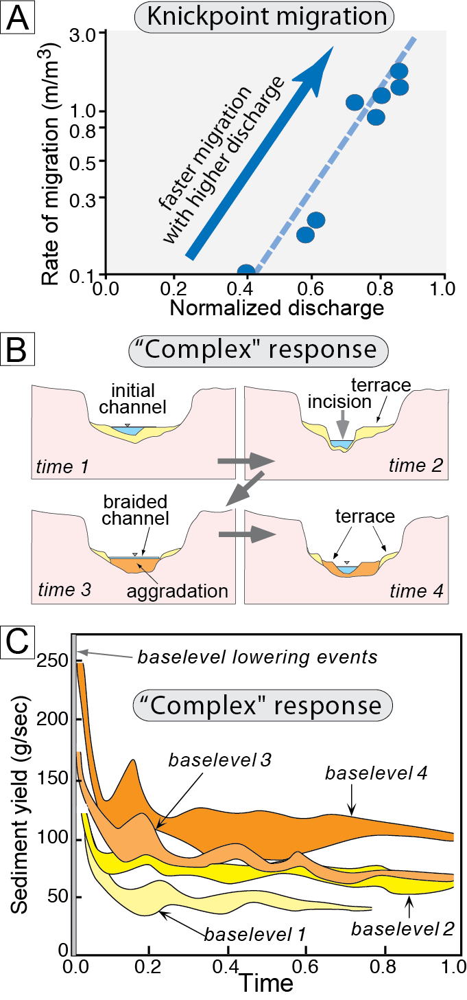 A
Knickpoint migration
Rate of migration (m/m³)
3.0
1.0
0.8
0.5
0.3
0.1
faster migration
with higher discharge
0.0
0.2
0.4
0.6
0.8
1.0
Normalized discharge
B
“Complex" response
initial
channel
time 1
terrace
incision
time 2
braided
channel
aggradation
time 3
terrace
time 4
C
baselevel lowering events
“Complex" response
Sediment yield (g/sec)
250
200
150
100
50
0
baselevel 3
baselevel 4
baselevel 1
baselevel 2
0.0
0.2
0.4
0.6
0.8
1.0
Time